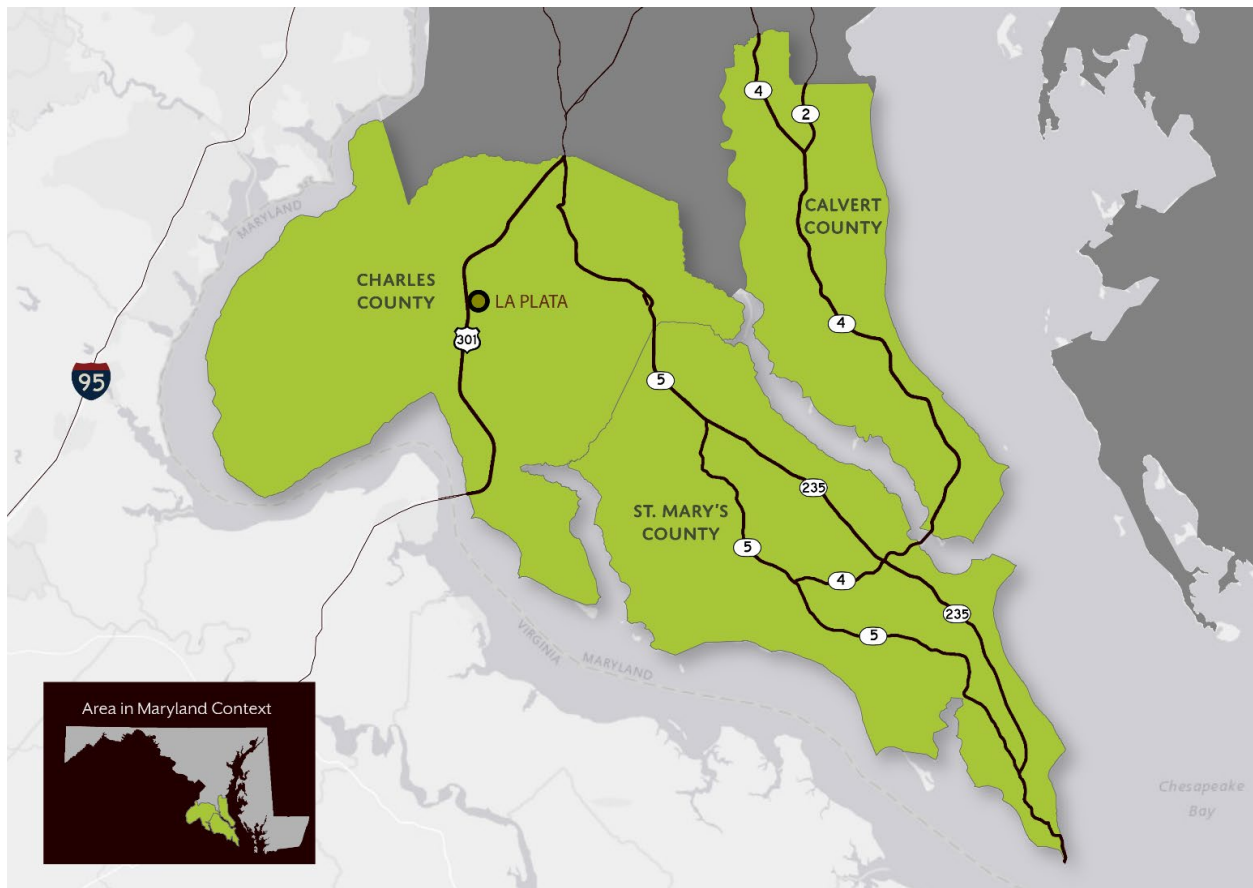 4
2
CALVERT
COUNTY
MARYLAND
CHARLES
COUNTY
LA PLATA
301
4
95
5
235
ST. MARY'S
COUNTY
5
4
235
5
VIRGINIA
MARYLAND
Area in Maryland Context
Chesapeake
Bay